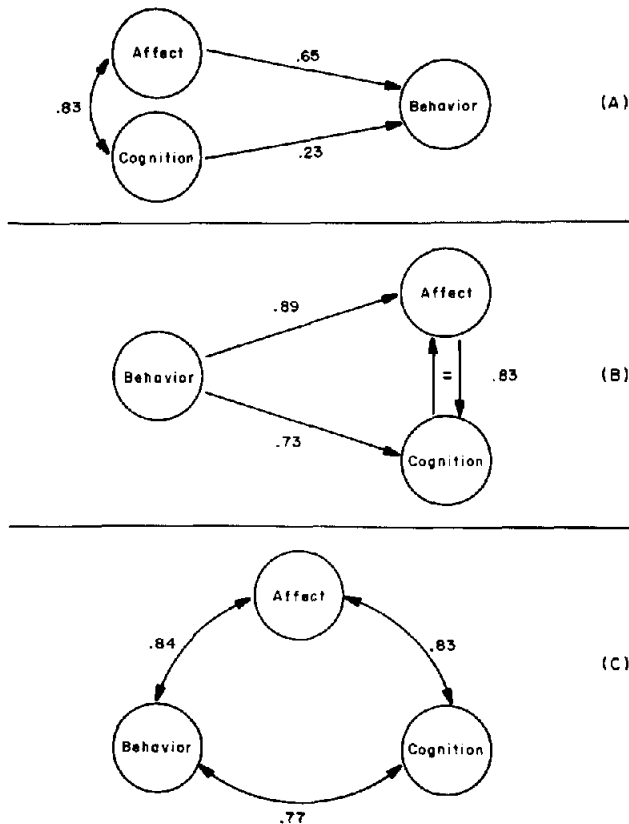 Affect
.65
.83
Behavior
(A)
Cognition
.23
Affect
.89
Behavior
=
.83
(B)
.73
Cognition
Affect
.84
.83
(C)
Behavior
Cognition
.77